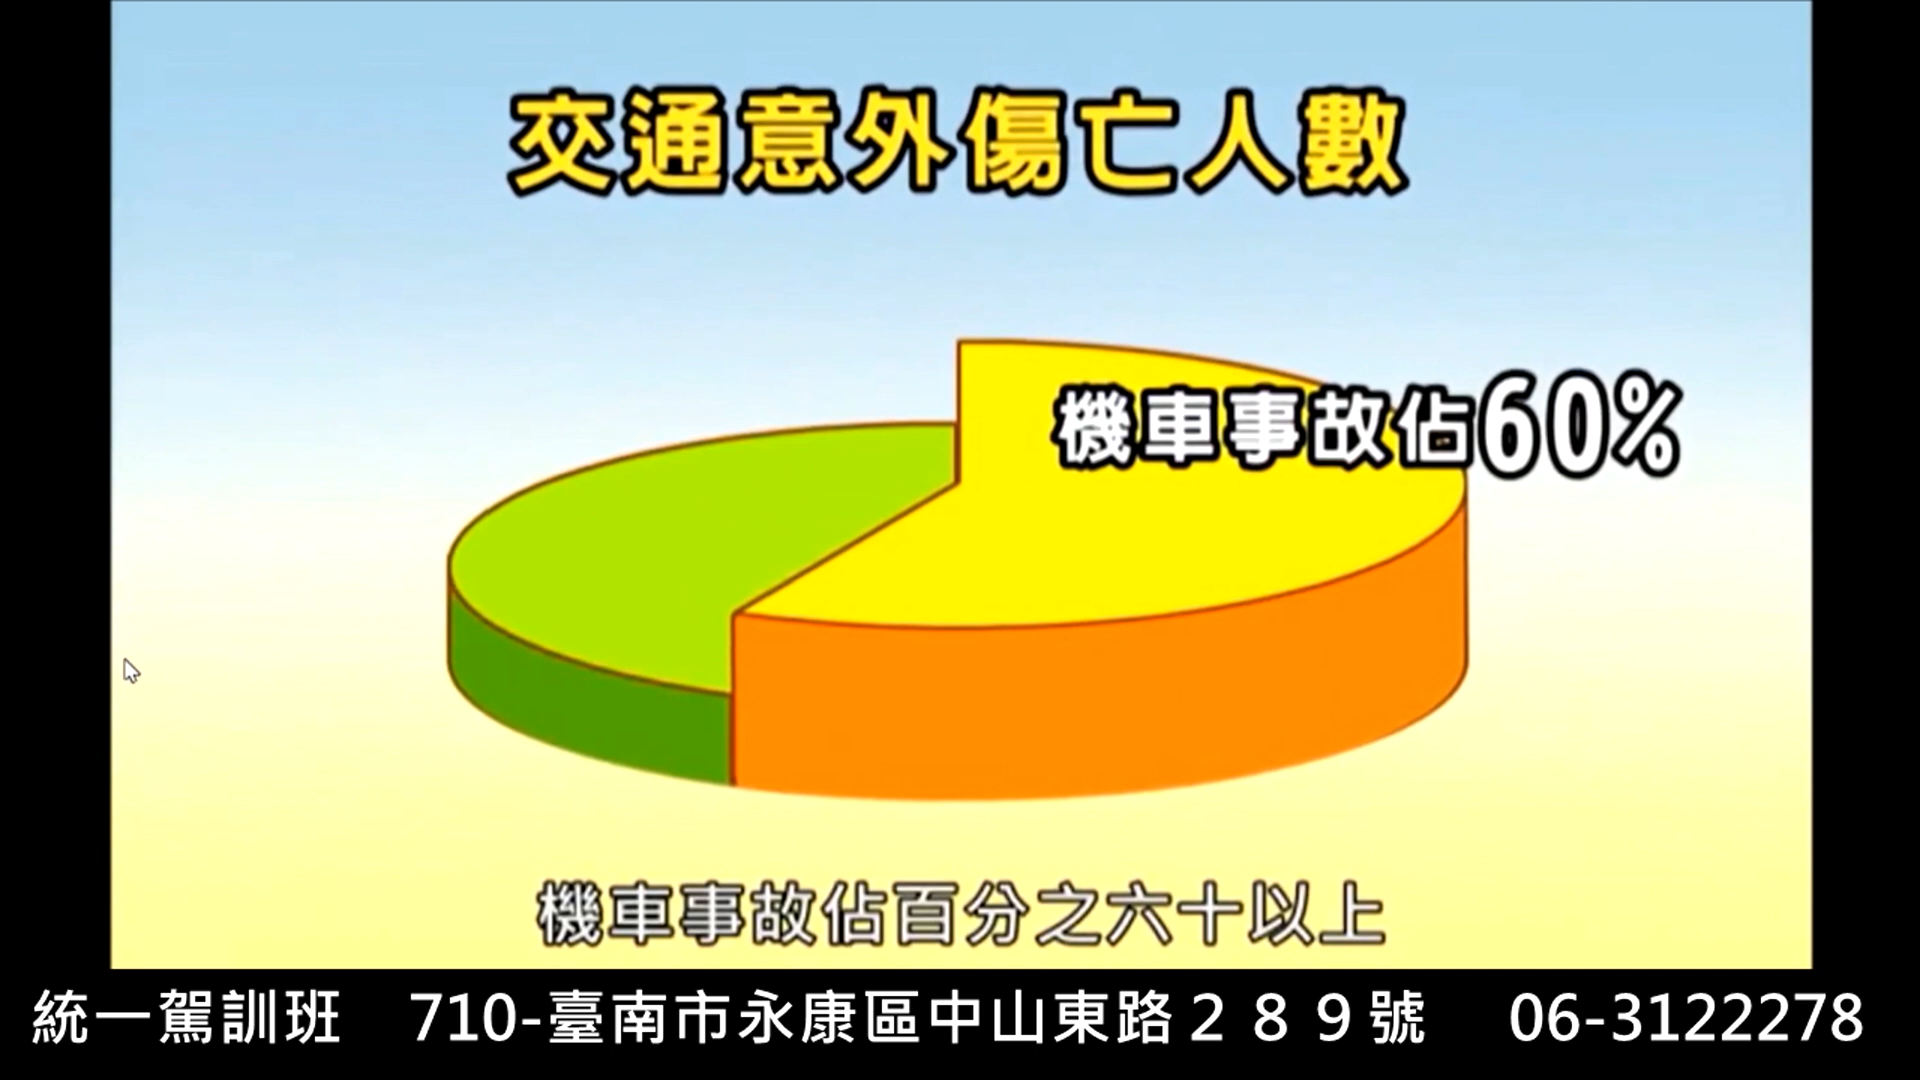 交通意外傷亡人數
機車事故佔60%
機車事故佔百分之六十以上
統一駕訓班 710-臺南市永康區中山東路289號 06-3122278